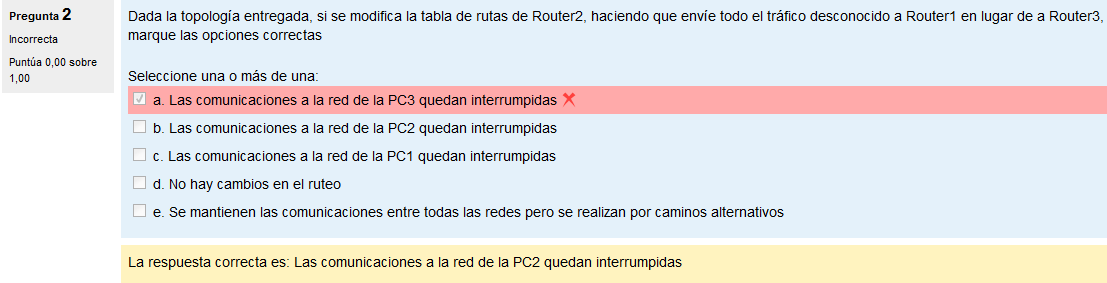 Pregunta 2
Incorrecta
Puntúa 0,00 sobre
1,00
Dada la topología entregada, si se modifica la tabla de rutas de Router2, haciendo que envíe todo el tráfico desconocido a Router1 en lugar de a Router3,
marque las opciones correctas
Seleccione una o más de una:
a. Las comunicaciones a la red de la PC3 quedan interrumpidas
b. Las comunicaciones a la red de la PC2 quedan interrumpidas
c. Las comunicaciones a la red de la PC1 quedan interrumpidas
d. No hay cambios en el ruteo
e. Se mantienen las comunicaciones entre todas las redes pero se realizan por caminos alternativos
La respuesta correcta es: Las comunicaciones a la red de la PC2 quedan interrumpidas